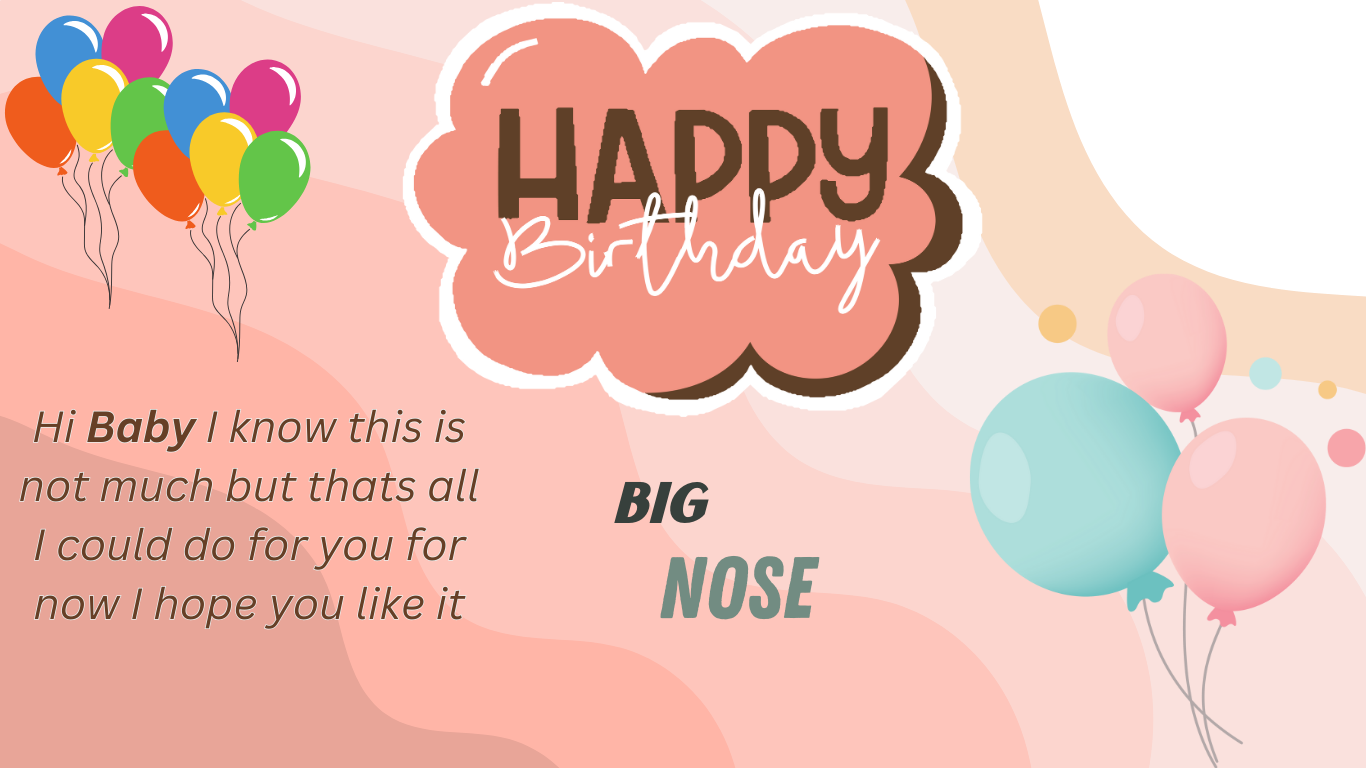 HAPPY
Birthday
Hi Baby I know this is
not much but thats all
I could do for you for
now I hope you like it
BIG
NOSE